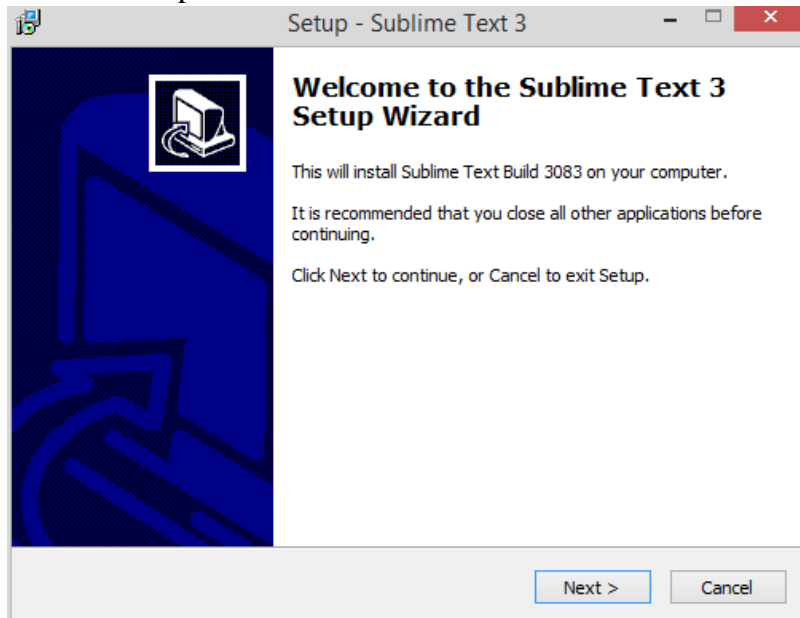 Setup - Sublime Text 3
Welcome to the Sublime Text 3
Setup Wizard
This will install Sublime Text Build 3083 on your computer.
It is recommended that you close all other applications before
continuing.
Click Next to continue, or Cancel to exit Setup.
Next >
Cancel